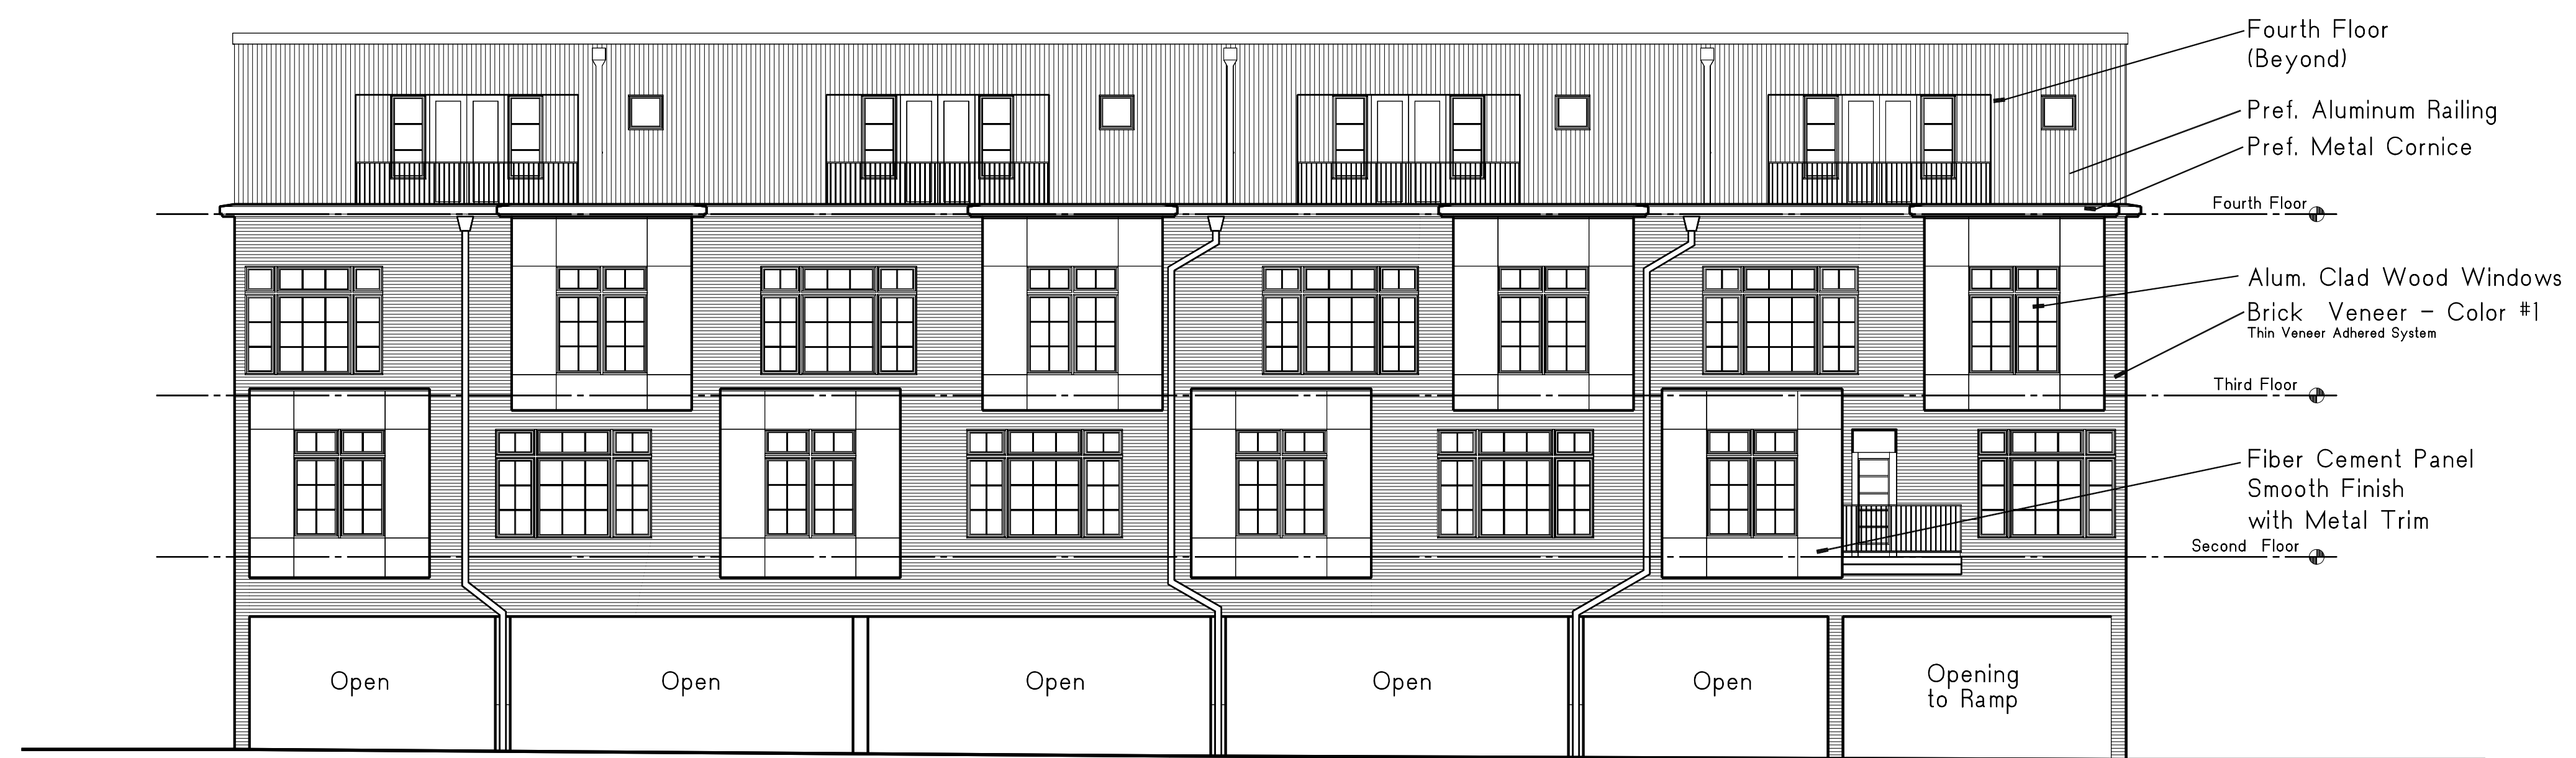 Fourth Floor
(Beyond)
Pref. Aluminum Railing
Pref. Metal Cornice
Fourth Floor
Alum. Clad Wood Windows
Brick Veneer - Color #1
Thin Veneer Adhered System
Third Floor
Fiber Cement Panel
Smooth Finish
with Metal Trim
Second Floor
Open
Open
Open
Open
Open
Opening
to Ramp